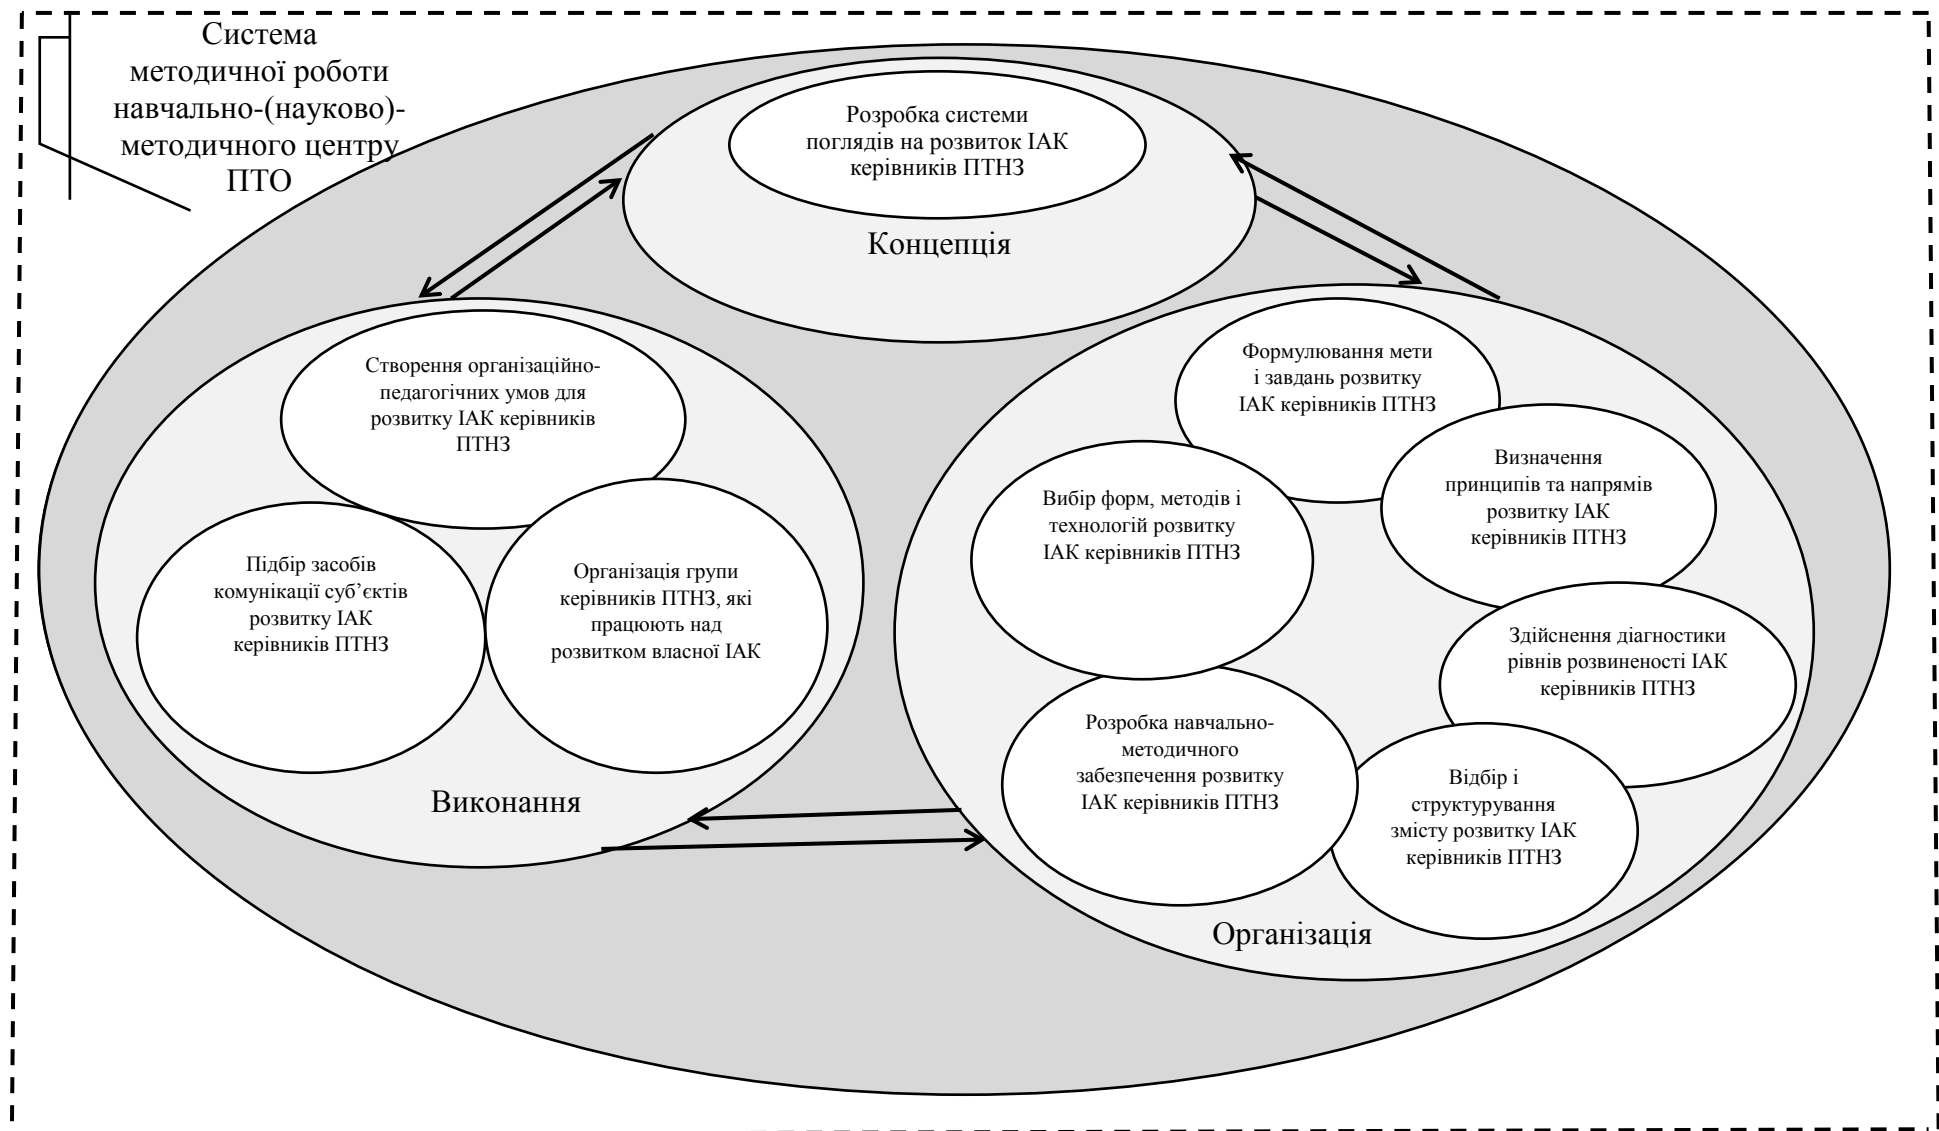 Система
методичної роботи
навчально-(науково)-
методичного центру
ПТО
Розробка системи
поглядів на розвиток ІАК
керівників ПТНЗ
Концепція
Створення організаційно-
педагогічних умов для
розвитку ІАК керівників
ПТНЗ
Підбір засобів
комунікації суб’єктів
розвитку ІАК
керівників ПТНЗ
Організація групи
керівників ПТНЗ, які
працюють над
розвитком власної ІАК
Виконання
Формулювання мети
і завдань розвитку
ІАК керівників ПТНЗ
Визначення
принципів та напрямів
розвитку ІАК
керівників ПТНЗ
Вибір форм, методів і
технологій розвитку
ІАК керівників ПТНЗ
Здійснення діагностики
рівнів розвиненості ІАК
керівників ПТНЗ
Розробка навчально-
методичного
забезпечення розвитку
ІАК керівників ПТНЗ
Відбір і
структурування
змісту розвитку ІАК
керівників ПТНЗ
Організація